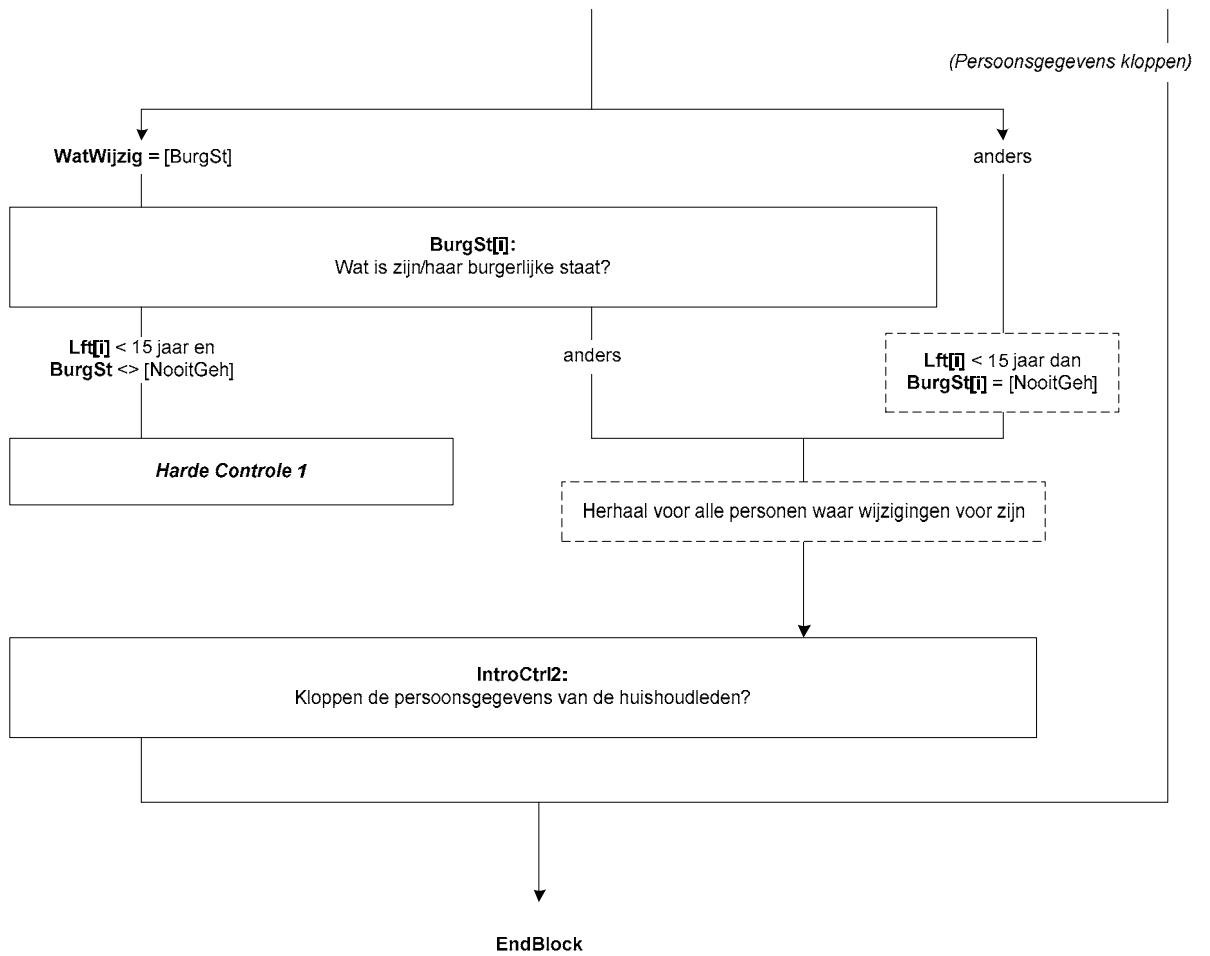 (Persoonsgegevens kloppen)
WatWijzig = [BurgSt]
anders
BurgSt[i]:
Wat is zijn/haar burgerlijke staat?
Lft[i] < 15 jaar en
BurgSt <> [NooitGeh]
anders
Lft[i] < 15 jaar dan
BurgSt[i] = [NooitGeh]
Harde Controle 1
Herhaal voor alle personen waar wijzigingen voor zijn
IntroCtrl2:
Kloppen de persoonsgegevens van de huishoudleden?
EndBlock